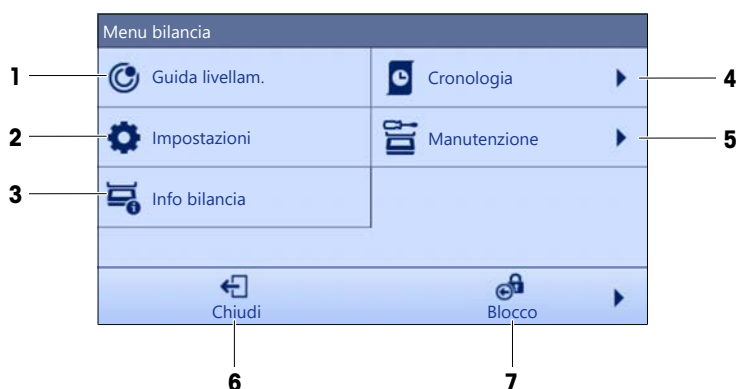 Menu bilancia
1
Guida livellam.
Cronologia
4
2
Impostazioni
Manutenzione
5
3
Info bilancia
Chiudi
Blocco
6
7